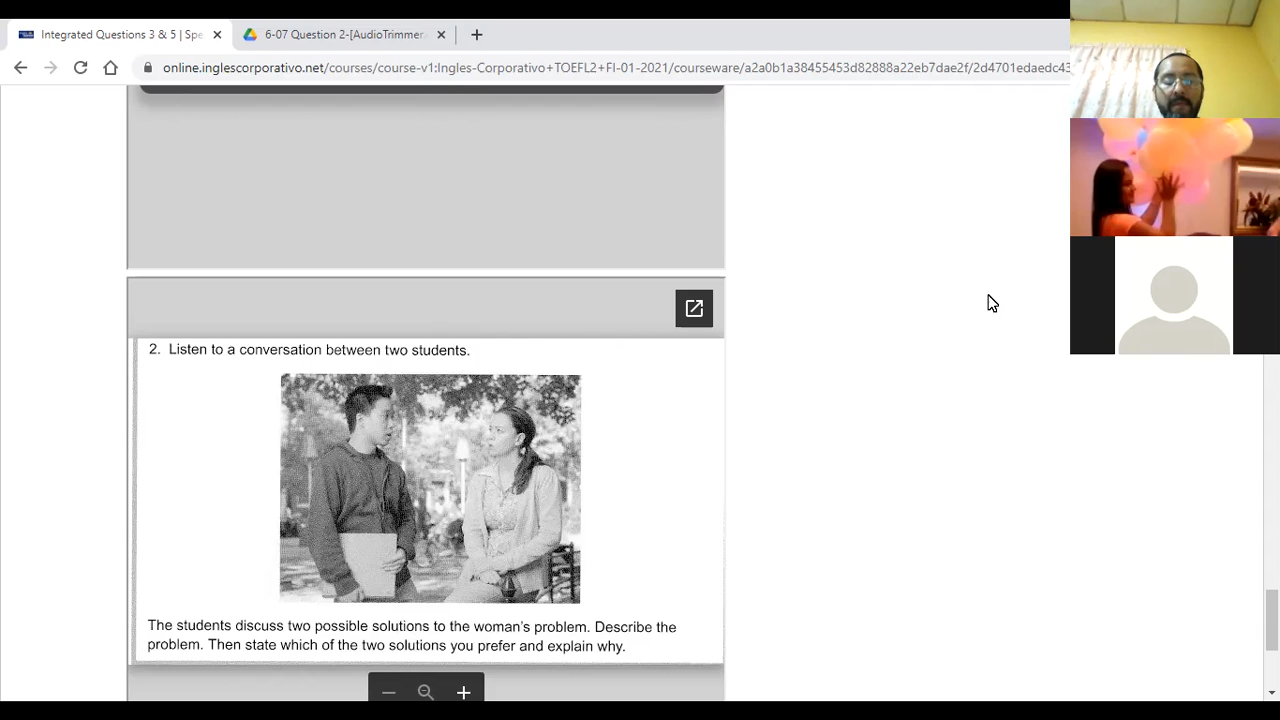 Integrated Questions 3 & 5 | Spe
6-07 Question 2-[AudioTrimmer.
online.inglescorporativo.net/courses/course-v1:Ingles-Corporativo+TOEFL2+FI-01-2021/courseware/a2a0b1a38455453d82888a22eb7dae2f/2d4701edaedc43
2. Listen to a conversation between two students.
The students discuss two possible solutions to the woman's problem. Describe the
problem. Then state which of the two solutions you prefer and explain why.